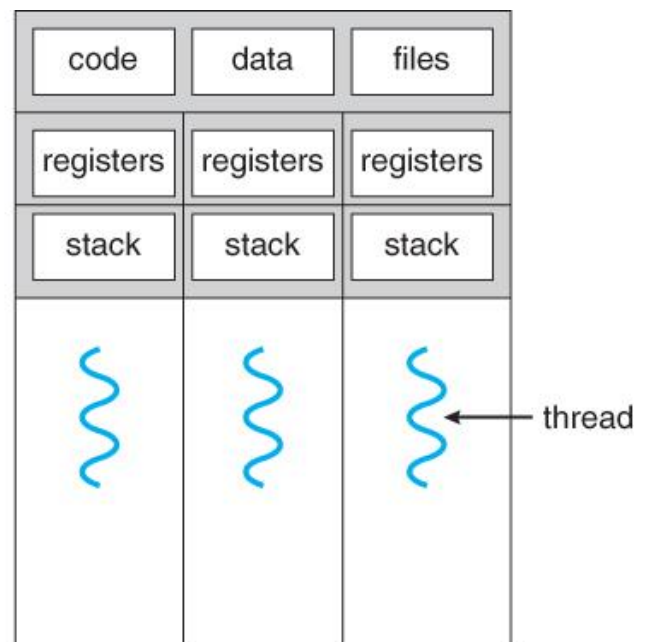 code data files
registers registers registers
stack stack stack
thread